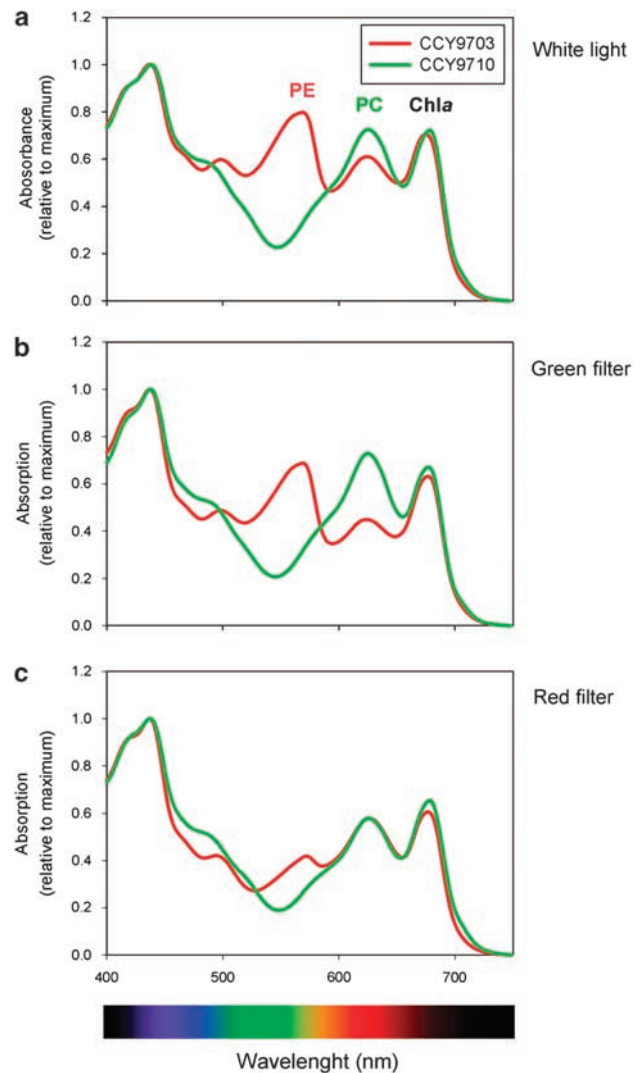 a
White light
CCY9703
CCY9710
PE
PC
Chla
Abosorbance
(relative to maximum)
1.2
1.0
0.8
0.6
0.4
0.2
0.0
b
Green filter
Absorption
(relative to maximum)
1.2
1.0
0.8
0.6
0.4
0.2
0.0
c
Red filter
Absorption
(relative to maximum)
1.2
1.0
0.8
0.6
0.4
0.2
0.0
400 500 600 700
Wavelenght (nm)